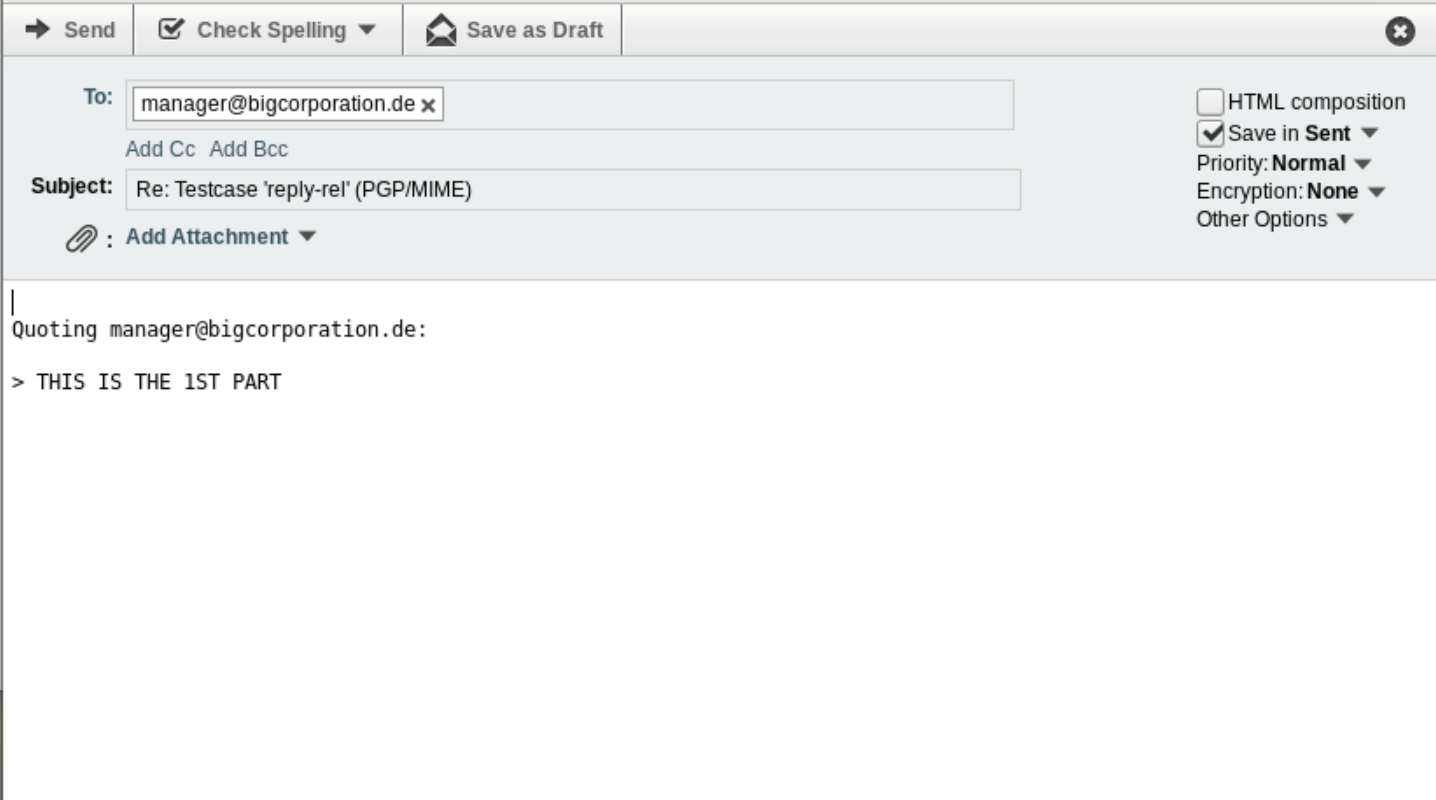 Send Check Spelling Save as Draft
To: manager@bigcorporation.de
HTML composition
Save in Sent
Add Cc Add Bcc
Priority: Normal
Subject: Re: Testcase 'reply-rel' (PGP/MIME)
Encryption: None
Other Options
: Add Attachment
Quoting manager@bigcorporation.de:
> THIS IS THE 1ST PART